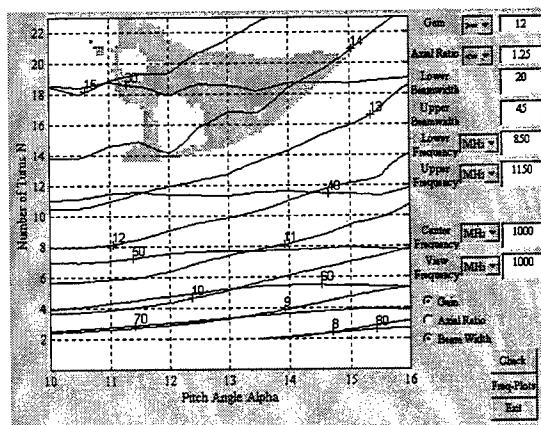 22
20
18
16
14
12
10
8
6
4
2
Number of Turns N
10
11
12
13
14
15
16
Pitch Angle Alpha
15
30
14
13
40
12
11
50
10
60
9
70
8
80
Gain
12
Axial Ratio
1.25
Lower Beamwidth
20
Upper Beamwidth
45
Lower Frequency
MHz
850
Upper Frequency
MHz
1150
Center Frequency
MHz
1000
View Frequency
MHz
1000
Gain
Axial Ratio
Beam Width
Check
Freq-Plots
Exit